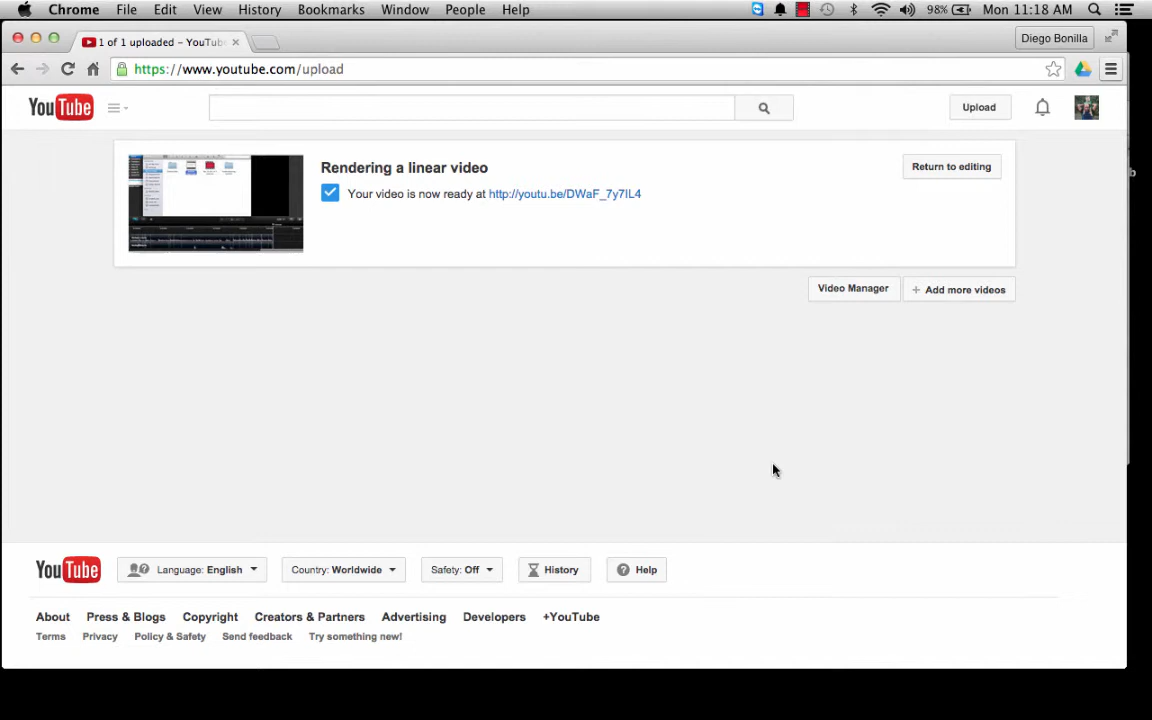 Chrome File Edit View History Bookmarks Window People Help 98% Mon 11:18 AM
1 of 1 uploaded – YouTub
Diego Bonilla
https://www.youtube.com/upload
YouTube
Upload
Rendering a linear video
Return to editing
Your video is now ready at http://youtu.be/DWaF_7y7IL4
Video Manager
+ Add more videos
YouTube
Language: English
Country: Worldwide
Safety: Off
History
Help
About Press & Blogs Copyright Creators & Partners Advertising Developers +YouTube
Terms Privacy Policy & Safety Send feedback Try something new!